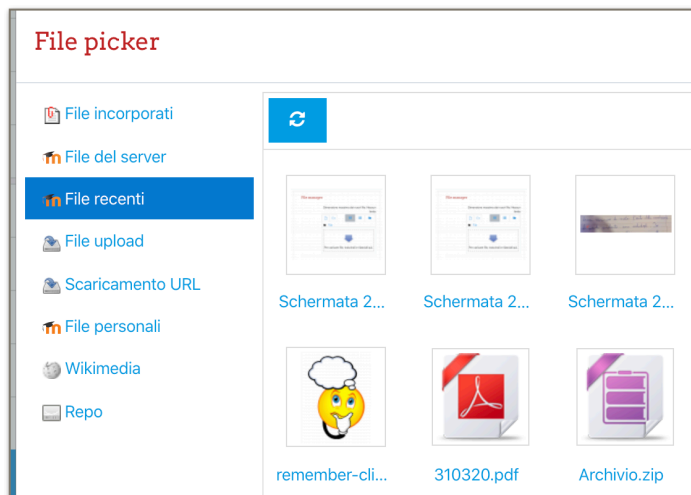 File picker
File incorporati
File del server
File recenti
File upload
Scaricamento URL
File personali
Wikimedia
Repo
Schermata 2...
Schermata 2...
Schermata 2...
remember-cli...
310320.pdf
Archivio.zip